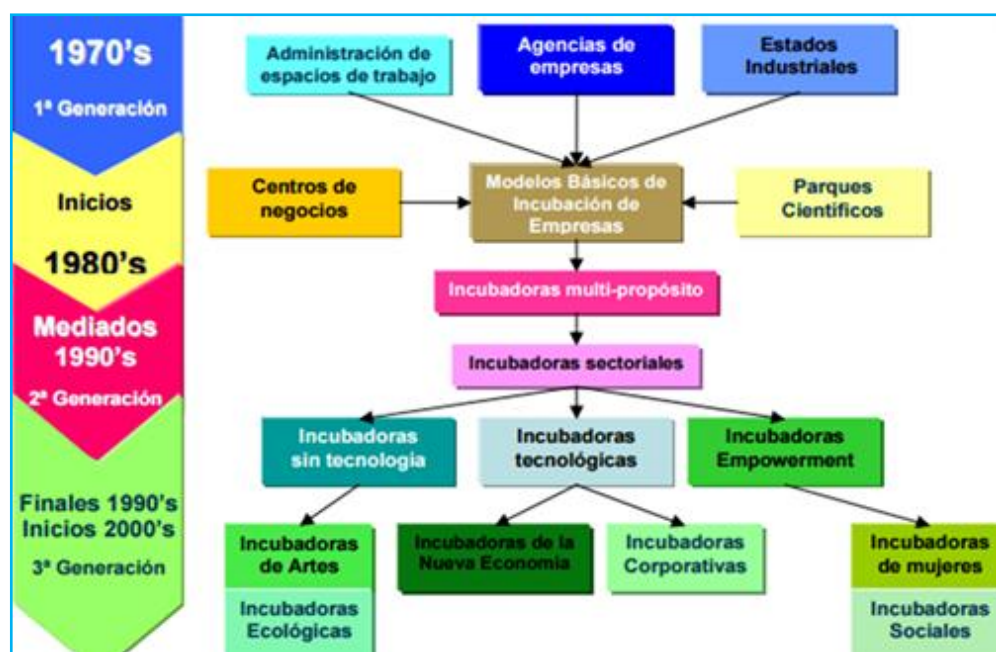 1970's
1ª Generación
Inicios
1980's
Mediados
1990's
2ª Generación
Finales 1990's
Inicios 2000's
3ª Generación
Administración de
espacios de trabajo
Agencias de
empresas
Estados
Industriales
Centros de
negocios
Modelos Básicos de
Incubación de
Empresas
Parques
Científicos
Incubadoras multi-propósito
Incubadoras sectoriales
Incubadoras
sin tecnología
Incubadoras
tecnológicas
Incubadoras
Empowerment
Incubadoras
de Artes
Incubadoras
Ecológicas
Incubadoras de la
Nueva Economía
Incubadoras
Corporativas
Incubadoras
de mujeres
Incubadoras
Sociales